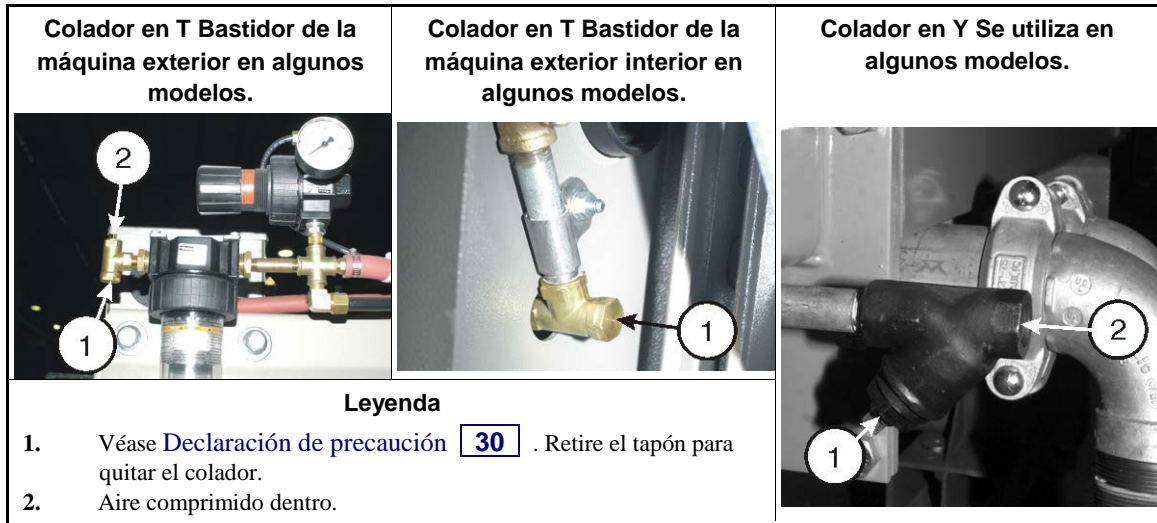 Colador en T Bastidor de la
máquina exterior en algunos
modelos.
2
1
Colador en T Bastidor de la
máquina exterior interior en
algunos modelos.
1
Colador en Y Se utiliza en
algunos modelos.
2
1
Leyenda
1. Véase Declaración de precaución 30 . Retire el tapón para
quitar el colador.
2. Aire comprimido dentro.